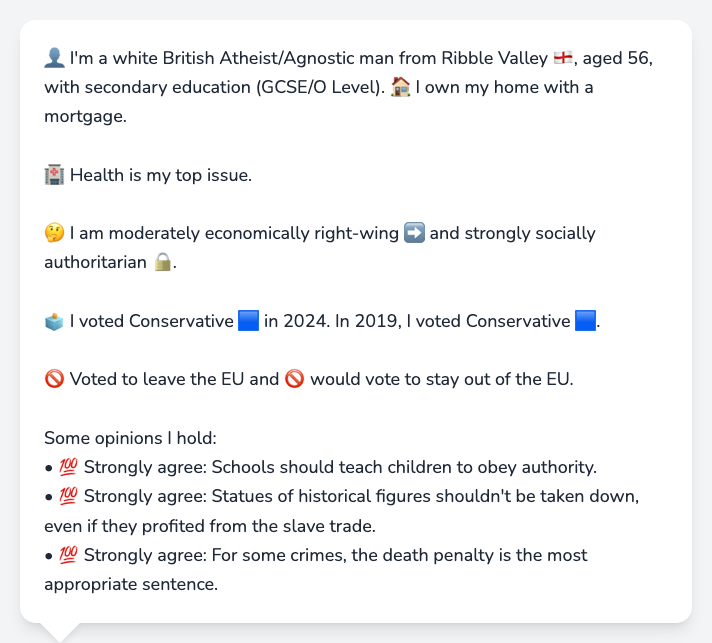 👤 I'm a white British Atheist/Agnostic man from Ribble Valley 🏴󠁧󠁢󠁥󠁮󠁧󠁿, aged 56,
with secondary education (GCSE/O Level). 🏠 I own my home with a
mortgage.
🏥 Health is my top issue.
🤔 I am moderately economically right-wing ➡️ and strongly socially
authoritarian 🔒.
🗳️ I voted Conservative 🟦 in 2024. In 2019, I voted Conservative 🟦.
🚫 Voted to leave the EU and 🚫 would vote to stay out of the EU.
Some opinions I hold:
• 💯 Strongly agree: Schools should teach children to obey authority.
• 💯 Strongly agree: Statues of historical figures shouldn't be taken down,
even if they profited from the slave trade.
• 💯 Strongly agree: For some crimes, the death penalty is the most
appropriate sentence.